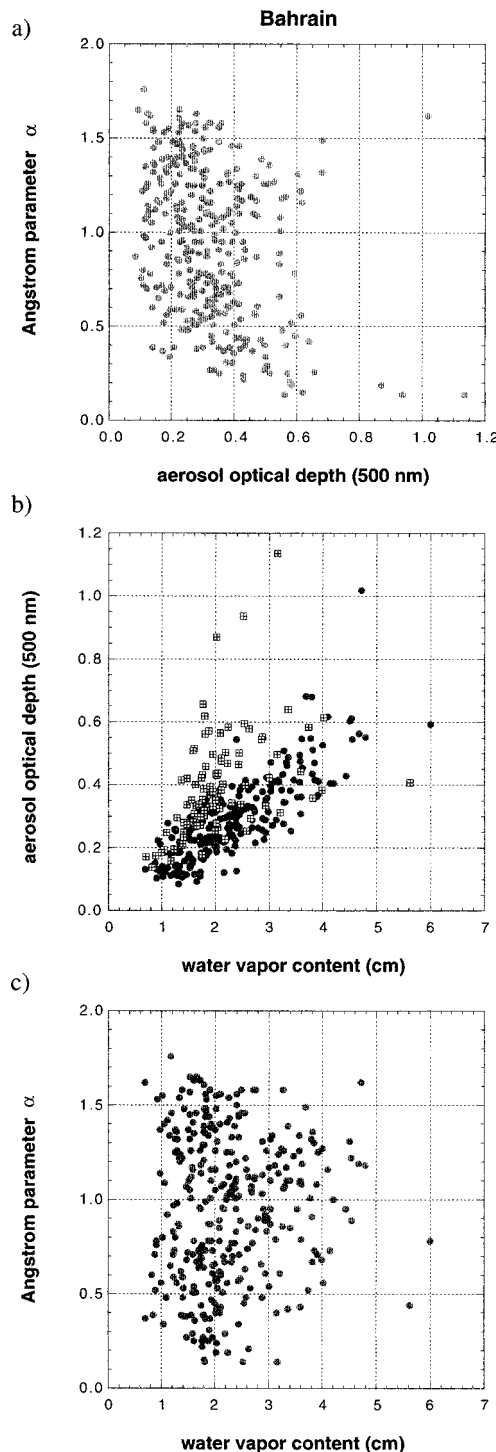 Bahrain
a)
2.0
1.5
1.0
0.5
0.0
Angstrom parameter α
0.0 0.2 0.4 0.6 0.8 1.0 1.2
aerosol optical depth (500 nm)
b)
1.2
1.0
0.8
0.6
0.4
0.2
0.0
aerosol optical depth (500 nm)
0 1 2 3 4 5 6 7
water vapor content (cm)
c)
2.0
1.5
1.0
0.5
0.0
Angstrom parameter α
0 1 2 3 4 5 6 7
water vapor content (cm)